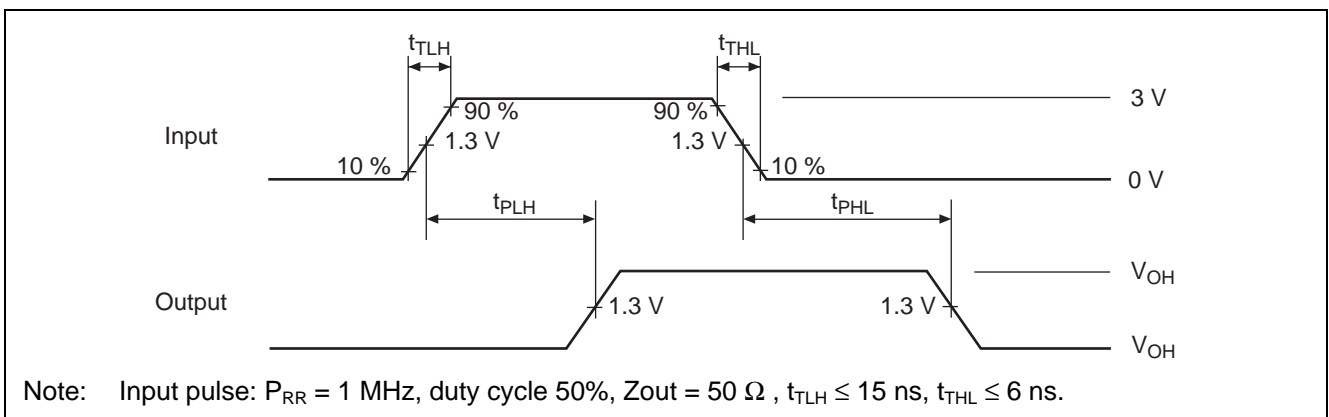 tTLH tTHL
3 V
90 % 90 %
Input 1.3 V 1.3 V
10 % 10 %
0 V
tPLH tPHL
VOH
Output 1.3 V 1.3 V
VOH
Note: Input pulse: PRR = 1 MHz, duty cycle 50%, Zout = 50 Ω , tTLH ≤ 15 ns, tTHL ≤ 6 ns.